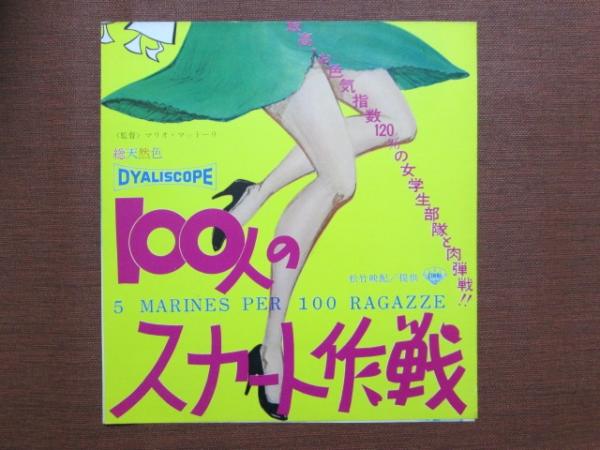 最高お色気指数120%の女学生部隊と肉弾戦!!
〈監督〉マリオ・マットーリ
総天然色
DYALISCOPE
100人の
松竹映配/提供
5 MARINES PER 100 RAGAZZE
スカート作戦